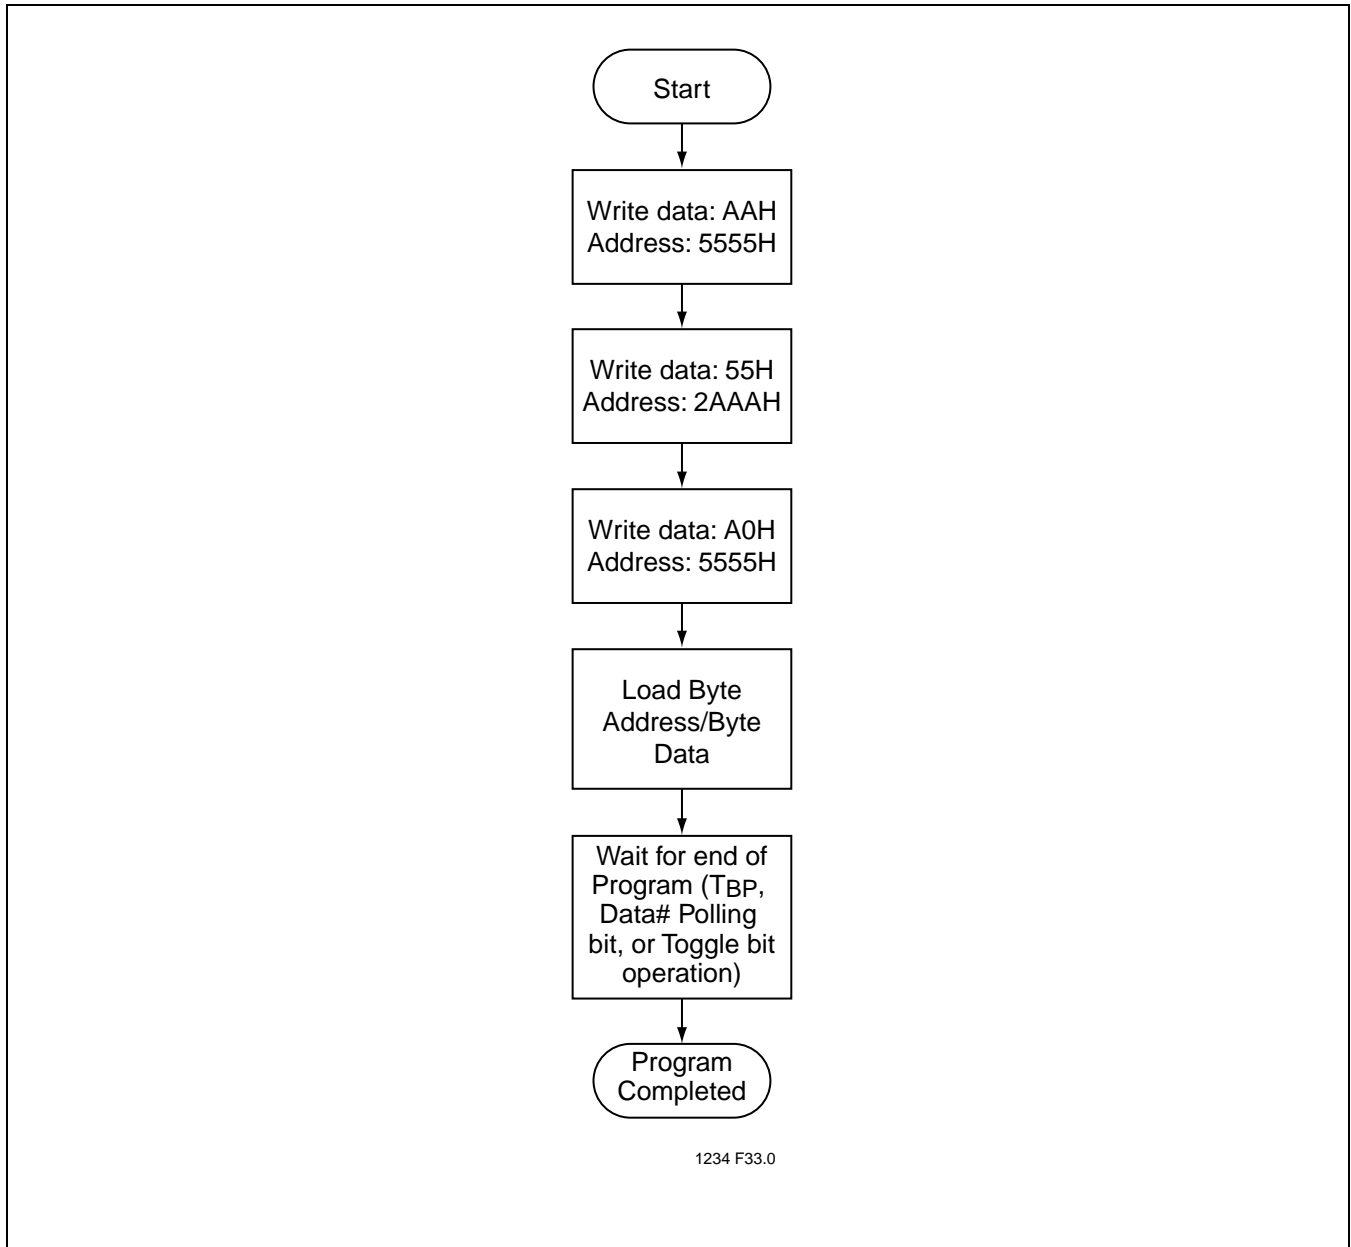 Start
Write data: AAH
Address: 5555H
Write data: 55H
Address: 2AAAH
Write data: A0H
Address: 5555H
Load Byte
Address/Byte
Data
Wait for end of
Program (TBP,
Data# Polling
bit, or Toggle bit
operation)
Program
Completed
1234 F33.0